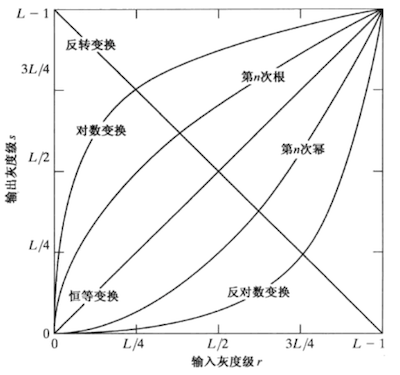 L－1
反转变换
3L/4
第n次根
对数变换
第n次幂
L/2
输出灰度级 s
L/4
恒等变换
反对数变换
0
0
L/4
L/2
3L/4
L－1
输入灰度级 r